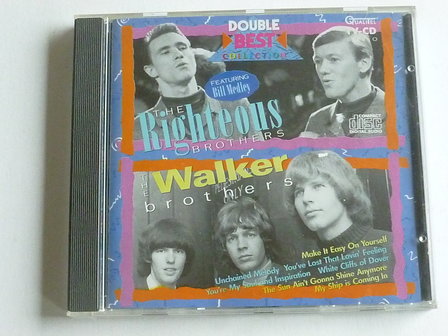 DOUBLE
BEST
COLLECTION
QUALITEL
FEATURING
Bill Medley
THE
Righteous
BROTHERS
COMPACT
disc
DIGITAL AUDIO
THE
Walker
brothers
Make It Easy On Yourself
Unchained Melody You've Lost That Lovin' Feeling
You're My Soul and Inspiration White Cliffs of Dover
The Sun Ain't Gonna Shine Anymore
My Ship is Coming In